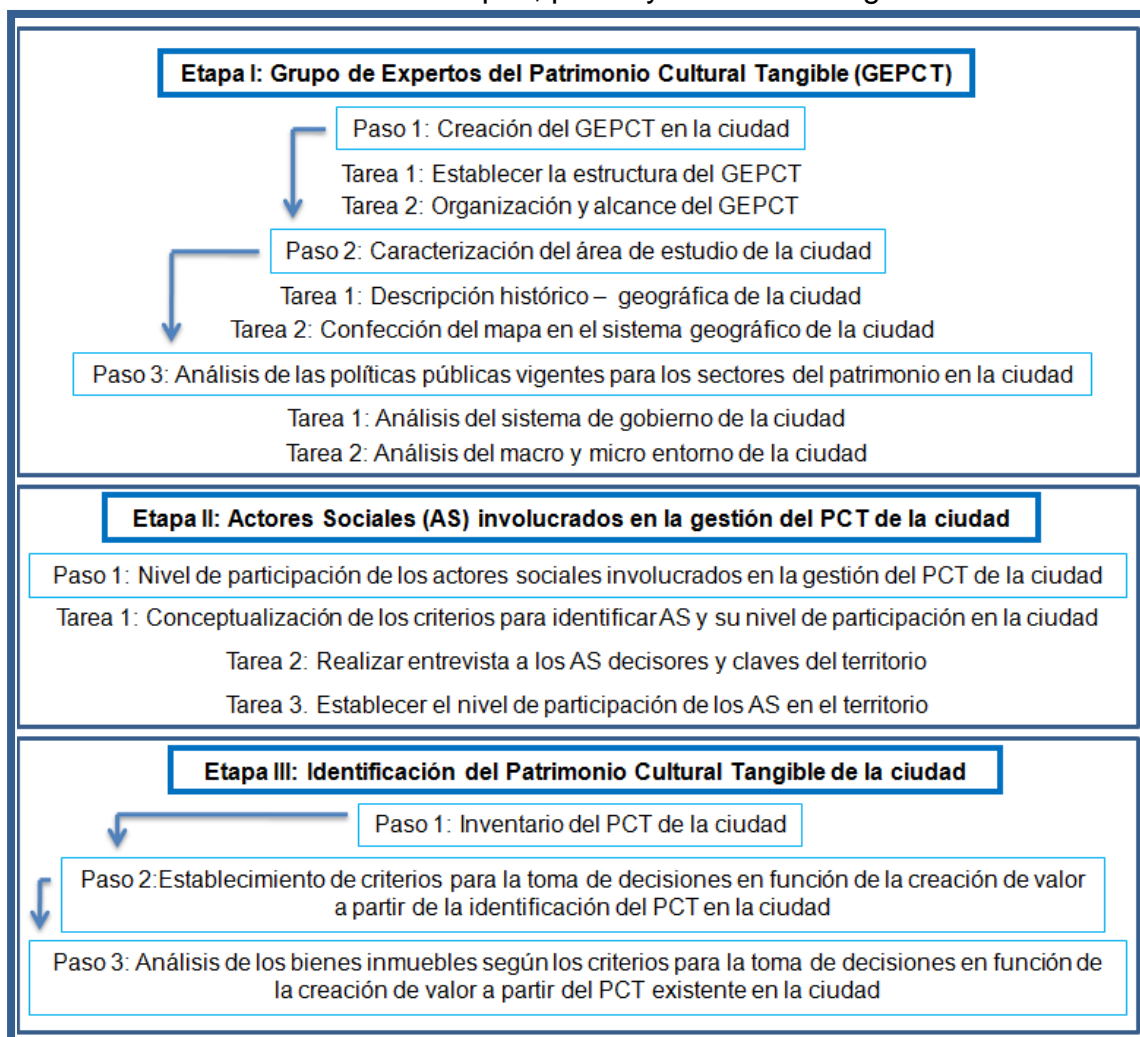 Etapa I: Grupo de Expertos del Patrimonio Cultural Tangible (GEPCT)
Paso 1: Creación del GEPCT en la ciudad
Tarea 1: Establecer la estructura del GEPCT
Tarea 2: Organización y alcance del GEPCT
Paso 2: Caracterización del área de estudio de la ciudad
Tarea 1: Descripción histórico – geográfica de la ciudad
Tarea 2: Confección del mapa en el sistema geográfico de la ciudad
Paso 3: Análisis de las políticas públicas vigentes para los sectores del patrimonio en la ciudad
Tarea 1: Análisis del sistema de gobierno de la ciudad
Tarea 2: Análisis del macro y micro entorno de la ciudad
Etapa II: Actores Sociales (AS) involucrados en la gestión del PCT de la ciudad
Paso 1: Nivel de participación de los actores sociales involucrados en la gestión del PCT de la ciudad
Tarea 1: Conceptualización de los criterios para identificar AS y su nivel de participación en la ciudad
Tarea 2: Realizar entrevista a los AS decisores y claves del territorio
Tarea 3. Establecer el nivel de participación de los AS en el territorio
Etapa III: Identificación del Patrimonio Cultural Tangible de la ciudad
Paso 1: Inventario del PCT de la ciudad
Paso 2:Establecimiento de criterios para la toma de decisiones en función de la creación de valor
a partir de la identificación del PCT en la ciudad
Paso 3: Análisis de los bienes inmuebles según los criterios para la toma de decisiones en función de
la creación de valor a partir del PCT existente en la ciudad